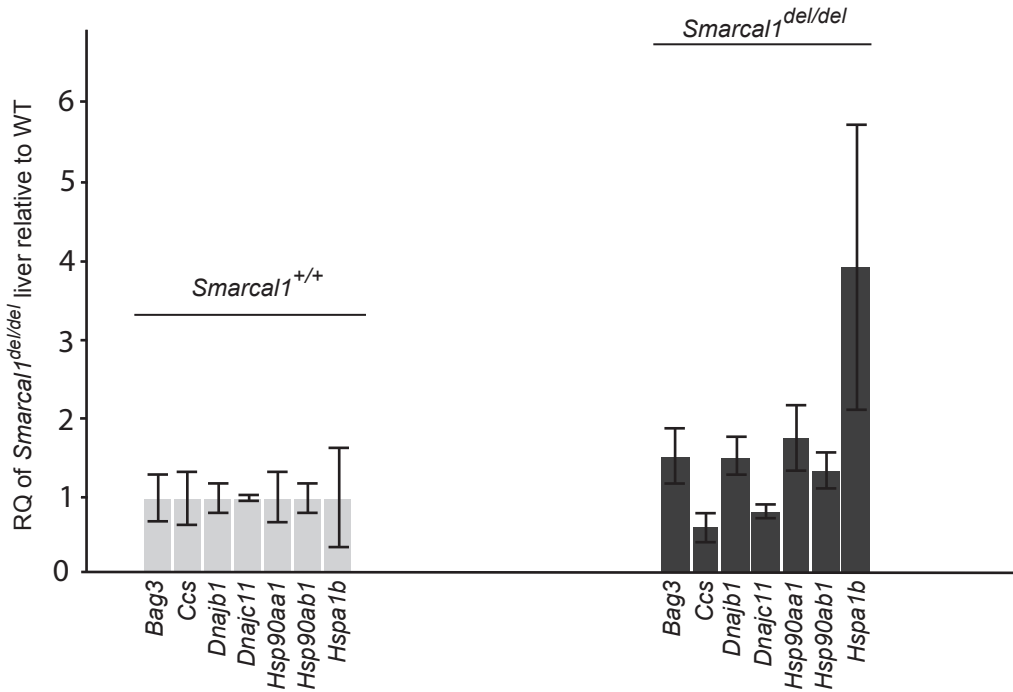 Smarcal1del/del
RQ of Smarcal1del/del liver relative to WT
6
5
4
Smarcal1+/+
3
2
1
0
Bag3
Ccs
Dnajb1
Dnajc11
Hsp90aa1
Hsp90ab1
Hspa1b
Bag3
Ccs
Dnajb1
Dnajc11
Hsp90aa1
Hsp90ab1
Hspa1b